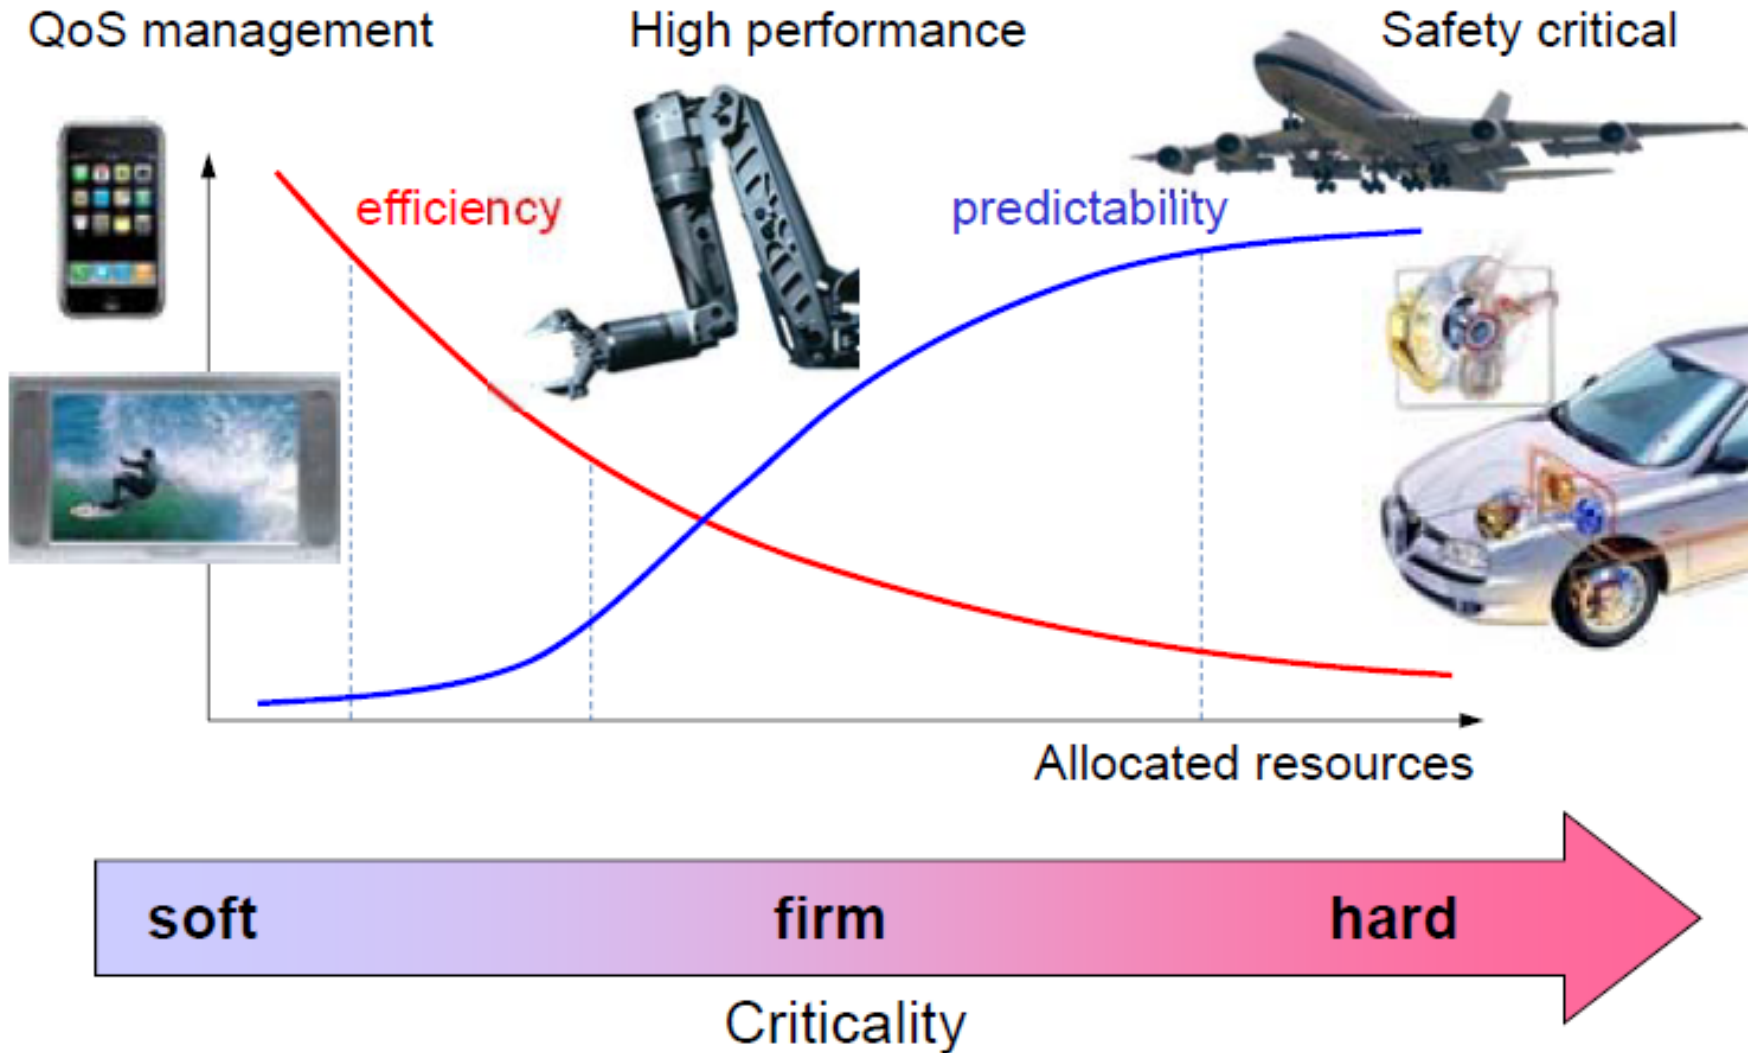 QoS management
High performance
Safety critical
efficiency
predictability
Allocated resources
soft
firm
hard
Criticality